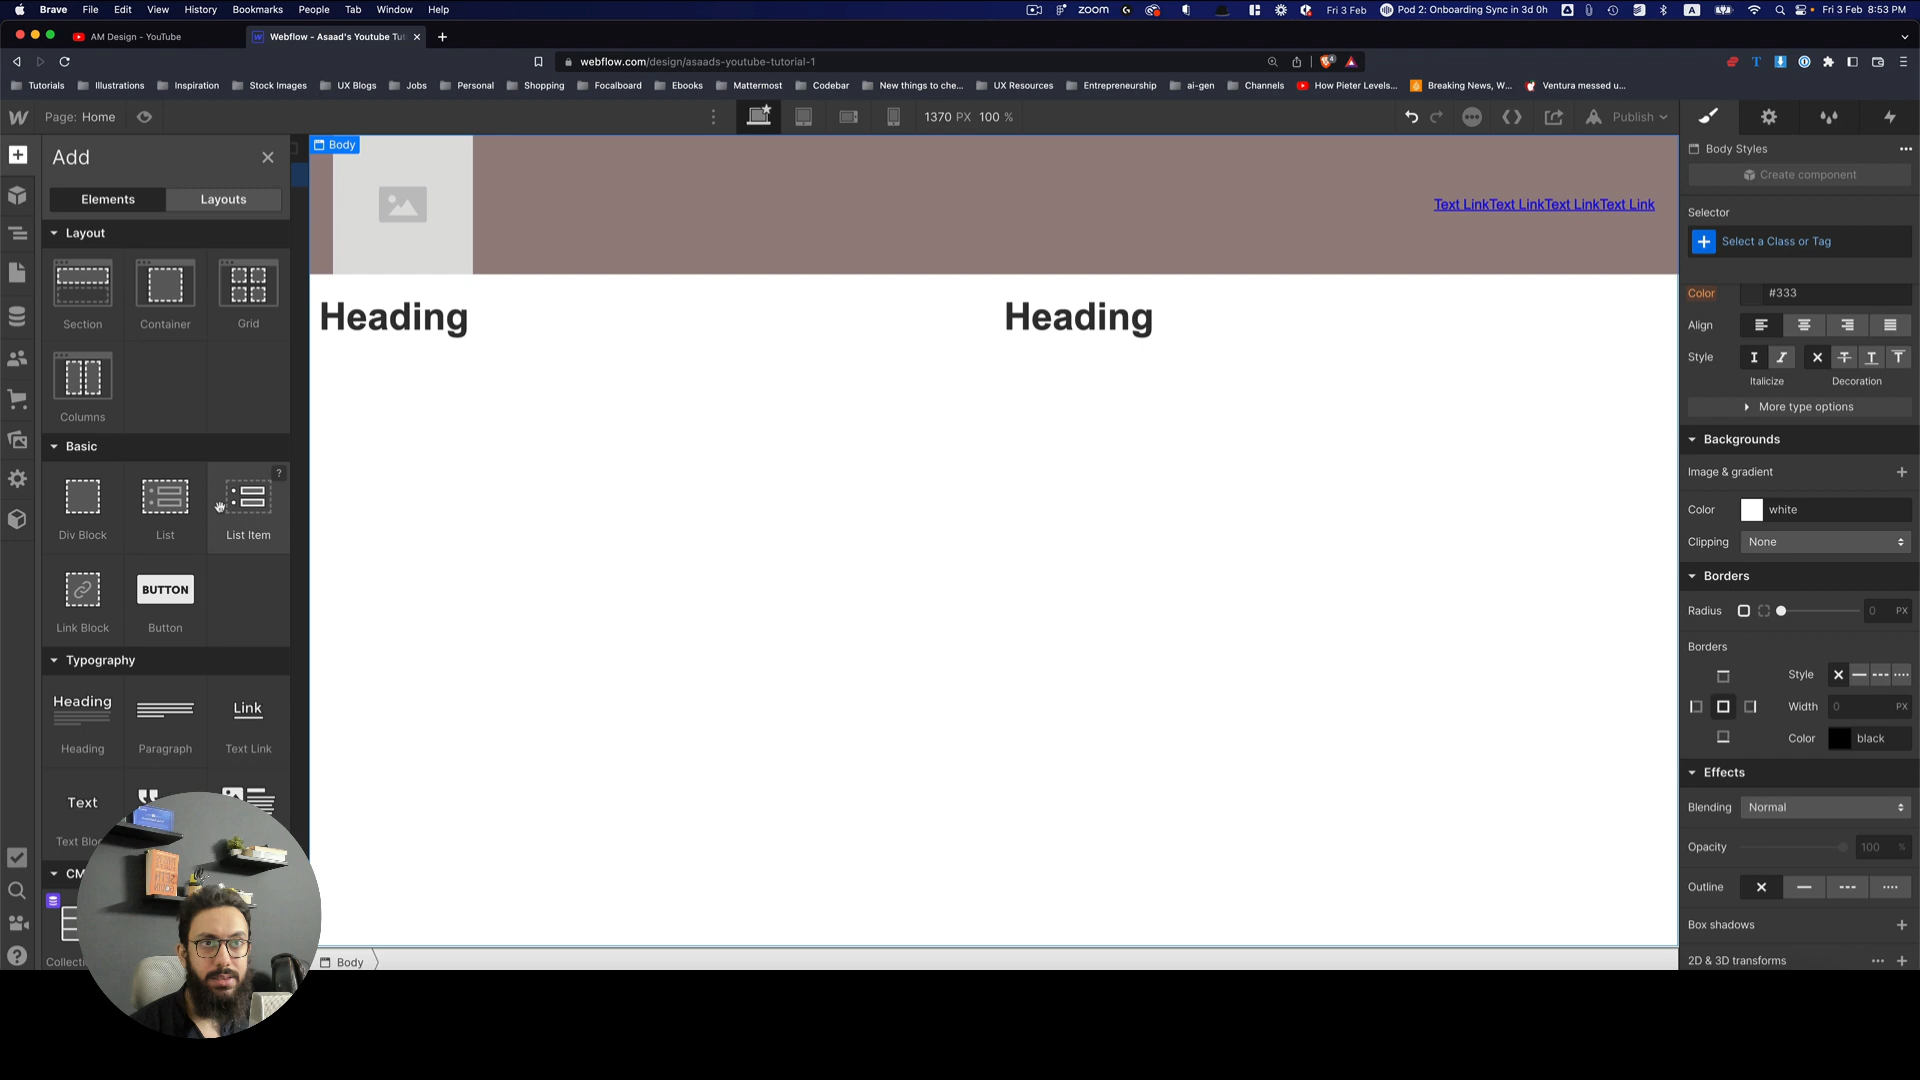 Brave File Edit View History Bookmarks People Tab Window Help
zoom Fri 3 Feb Pod 2: Onboarding Sync in 3d 0h A Fri 3 Feb 8:53 PM
AM Design - YouTube
Webflow - Asaad's Youtube Tut
webflow.com/design/asaads-youtube-tutorial-1
Tutorials Illustrations Inspiration Stock Images UX Blogs Jobs Personal Shopping Focalboard Ebooks Mattermost Codebar New things to che... UX Resources Entrepreneurship ai-gen Channels How Pieter Levels... Breaking News, W... Ventura messed u...
Page: Home
1370 PX 100 %
Publish
Add
Elements Layouts
Layout
Section Container Grid
Columns
Basic
?
Div Block List List Item
BUTTON
Link Block Button
Typography
Heading Link
Heading Paragraph Text Link
Text
Text Bloc
CM
Collecti
Body
Text LinkText LinkText LinkText Link
Heading Heading
Body
Body Styles
Create component
Selector
Select a Class or Tag
Color #333
Align
Style
Italicize Decoration
More type options
Backgrounds
Image & gradient
Color white
Clipping None
Borders
Radius 0 PX
Borders
Style
Width 0 PX
Color black
Effects
Blending Normal
Opacity 100 %
Outline
Box shadows
2D & 3D transforms